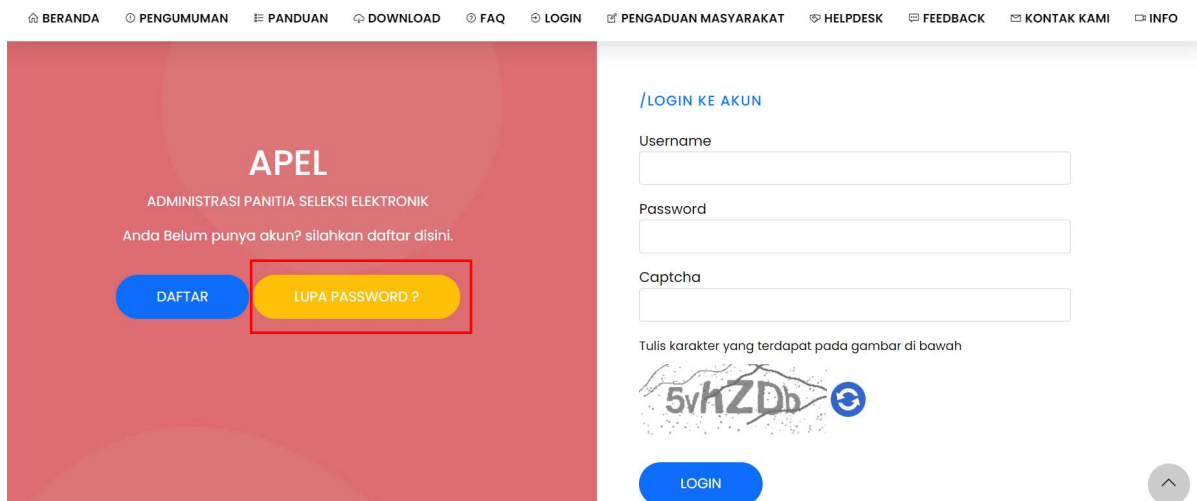 BERANDA PENGUMUMAN PANDUAN DOWNLOAD FAQ LOGIN PENGADUAN MASYARAKAT HELPDESK FEEDBACK KONTAK KAMI INFO
APEL
ADMINISTRASI PANITIA SELEKSI ELEKTRONIK
Anda Belum punya akun? silahkan daftar disini.
DAFTAR LUPA PASSWORD ?
/LOGIN KE AKUN
Username
Password
Captcha
Tulis karakter yang terdapat pada gambar di bawah
5vhZDb
LOGIN